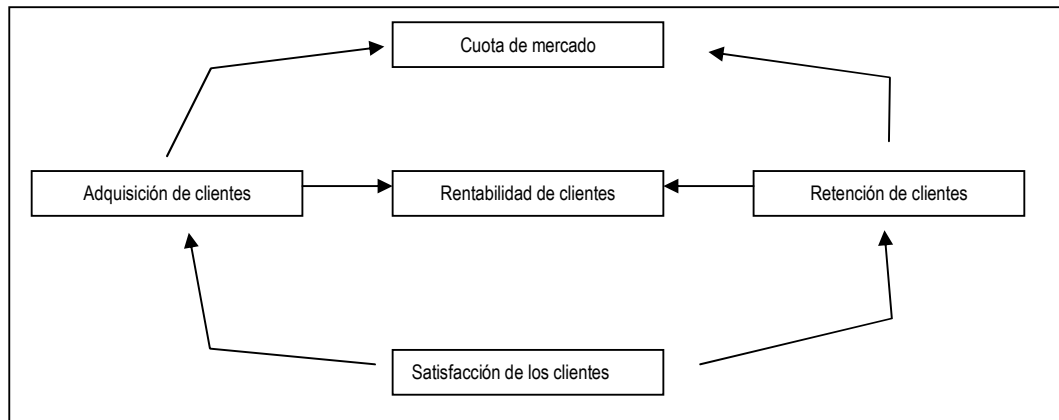 Cuota de mercado
Adquisición de clientes
Rentabilidad de clientes
Retención de clientes
Satisfacción de los clientes